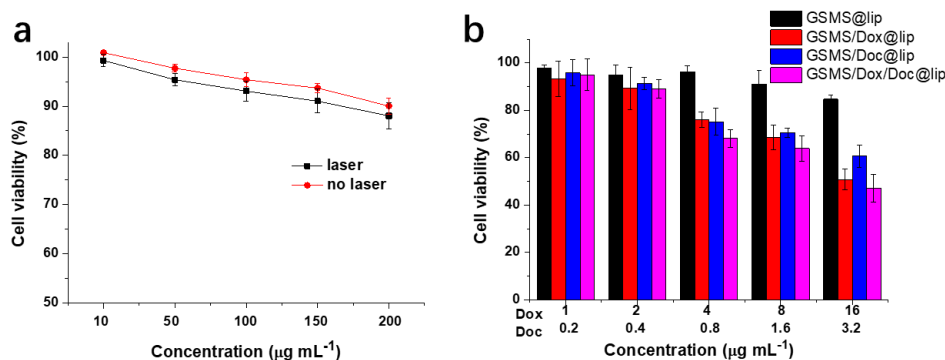 a
100
90
80
70
60
50
Cell viability (%)
laser
no laser
10 50 100 150 200
Concentration (μg mL⁻¹)
b
GSMS@lip
GSMS/Dox@lip
GSMS/Doc@lip
GSMS/Dox/Doc@lip
100
80
60
40
20
0
Cell viability (%)
Dox 1 2 4 8 16
Doc 0.2 0.4 0.8 1.6 3.2
Concentration (μg mL⁻¹)